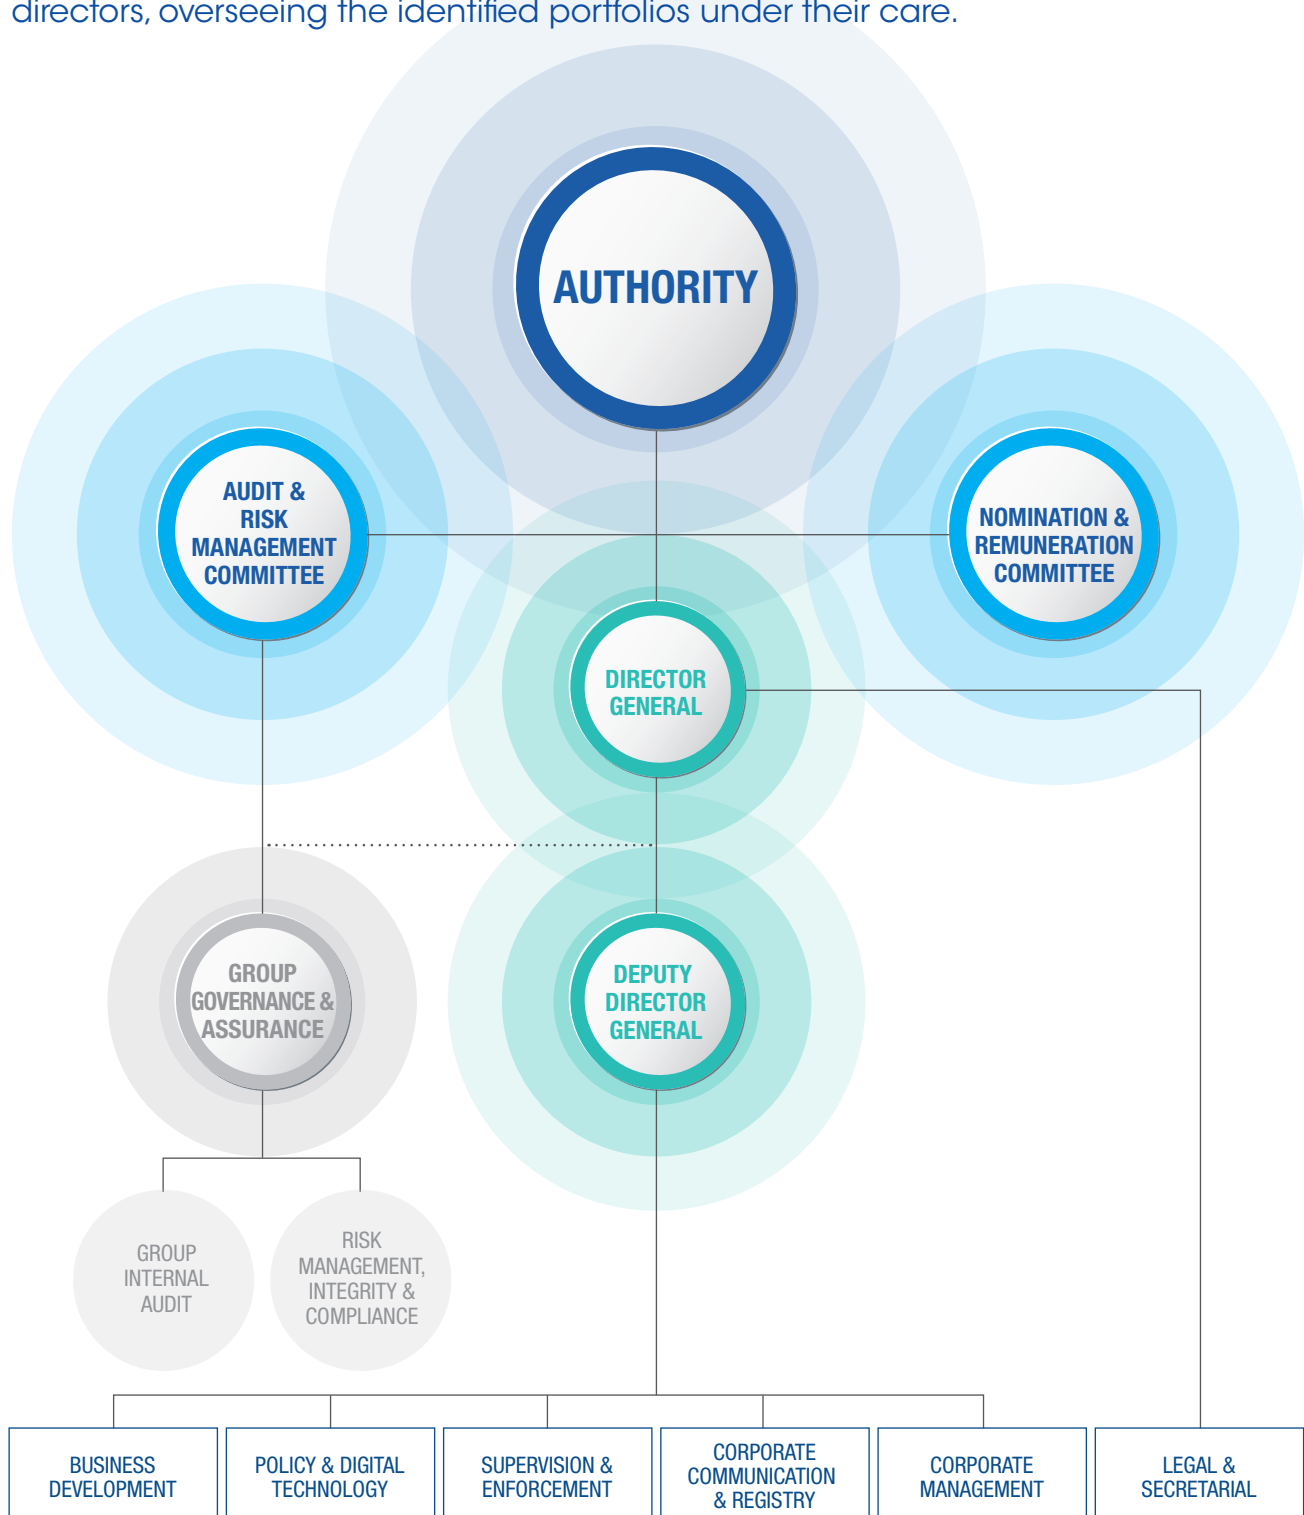 directors, overseeing the identified portfolios under their care.
AUTHORITY
AUDIT &
RISK
MANAGEMENT
COMMITTEE
NOMINATION &
REMUNERATION
COMMITTEE
DIRECTOR
GENERAL
GROUP
GOVERNANCE &
ASSURANCE
DEPUTY
DIRECTOR
GENERAL
GROUP
INTERNAL
AUDIT
RISK
MANAGEMENT,
INTEGRITY &
COMPLIANCE
BUSINESS
DEVELOPMENT
POLICY & DIGITAL
TECHNOLOGY
SUPERVISION &
ENFORCEMENT
CORPORATE
COMMUNICATION
& REGISTRY
CORPORATE
MANAGEMENT
LEGAL &
SECRETARIAL